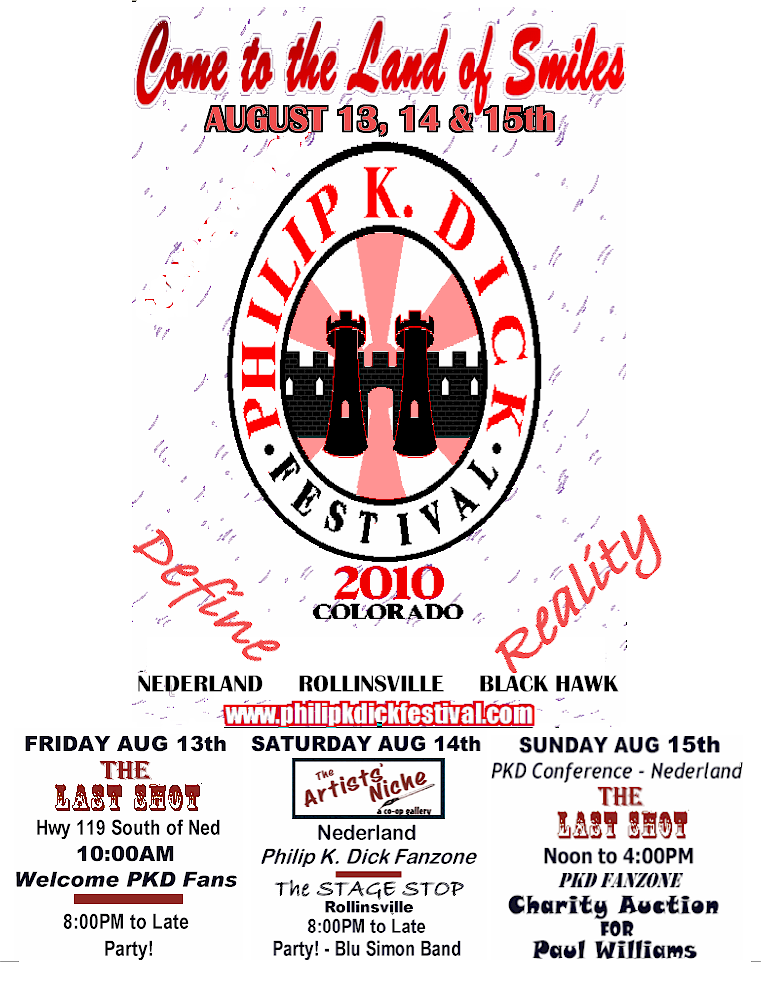 Come to the Land of Smiles
AUGUST 13, 14 & 15th
PHILIP K. DICK
• FESTIVAL •
2010
COLORADO
Define Reality
NEDERLAND ROLLINSVILLE BLACK HAWK
www.philipkdickfestival.com
FRIDAY AUG 13th
THE
LAST SHOT
Hwy 119 South of Ned
10:00AM
Welcome PKD Fans
8:00PM to Late
Party!
SATURDAY AUG 14th
The
Artists' Niche
a co-op gallery
Nederland
Philip K. Dick Fanzone
The STAGE STOP
Rollinsville
8:00PM to Late
Party! - Blu Simon Band
SUNDAY AUG 15th
PKD Conference - Nederland
THE
LAST SHOT
Noon to 4:00PM
PKD FANZONE
Charity Auction
FOR
Paul Williams